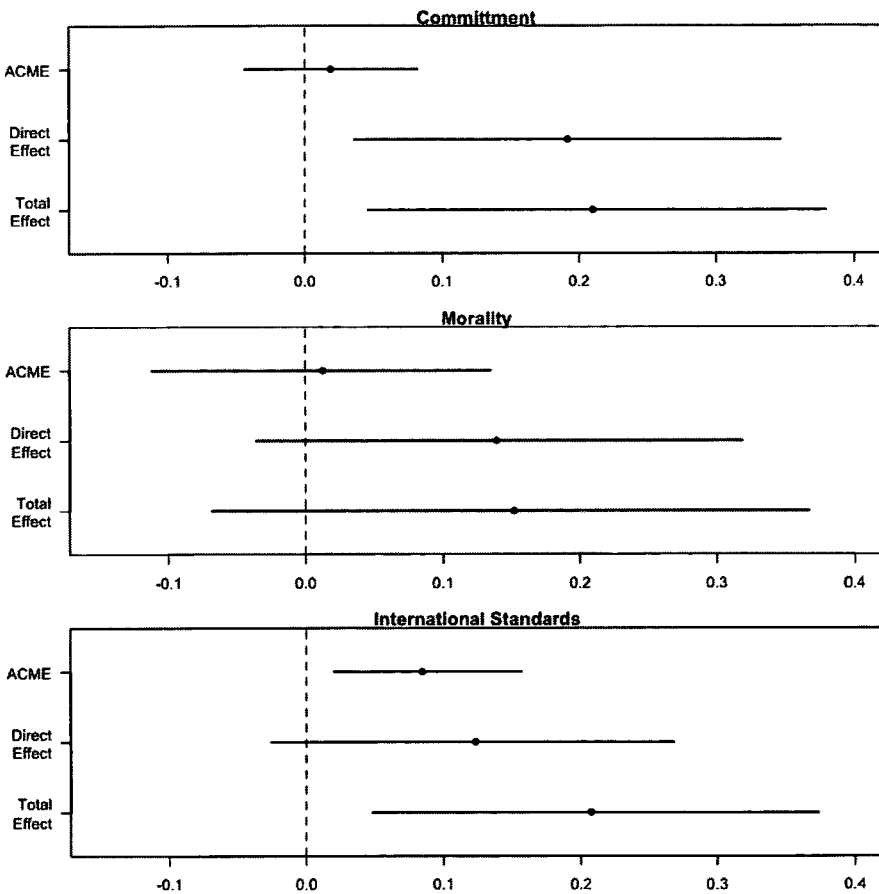 Committment
ACME
Direct
Effect
Total
Effect
-0.1 0.0 0.1 0.2 0.3 0.4
Morality
ACME
Direct
Effect
Total
Effect
-0.1 0.0 0.1 0.2 0.3 0.4
International Standards
ACME
Direct
Effect
Total
Effect
-0.1 0.0 0.1 0.2 0.3 0.4